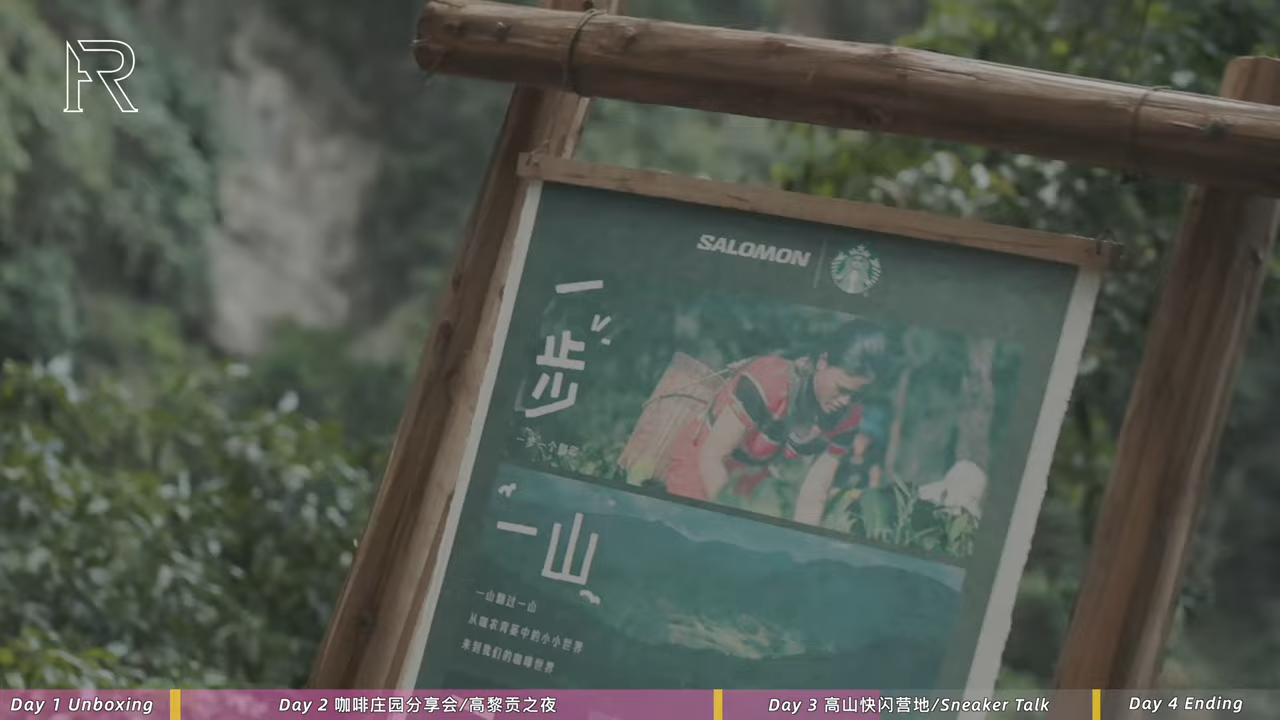 SALOMON
一步
一山
一山翻过一山
从咖农背篓中的小小世界
来到我们的咖啡世界
Day 1 Unboxing
Day 2 咖啡庄园分享会/高黎贡之夜
Day 3 高山快闪营地/Sneaker Talk
Day 4 Ending